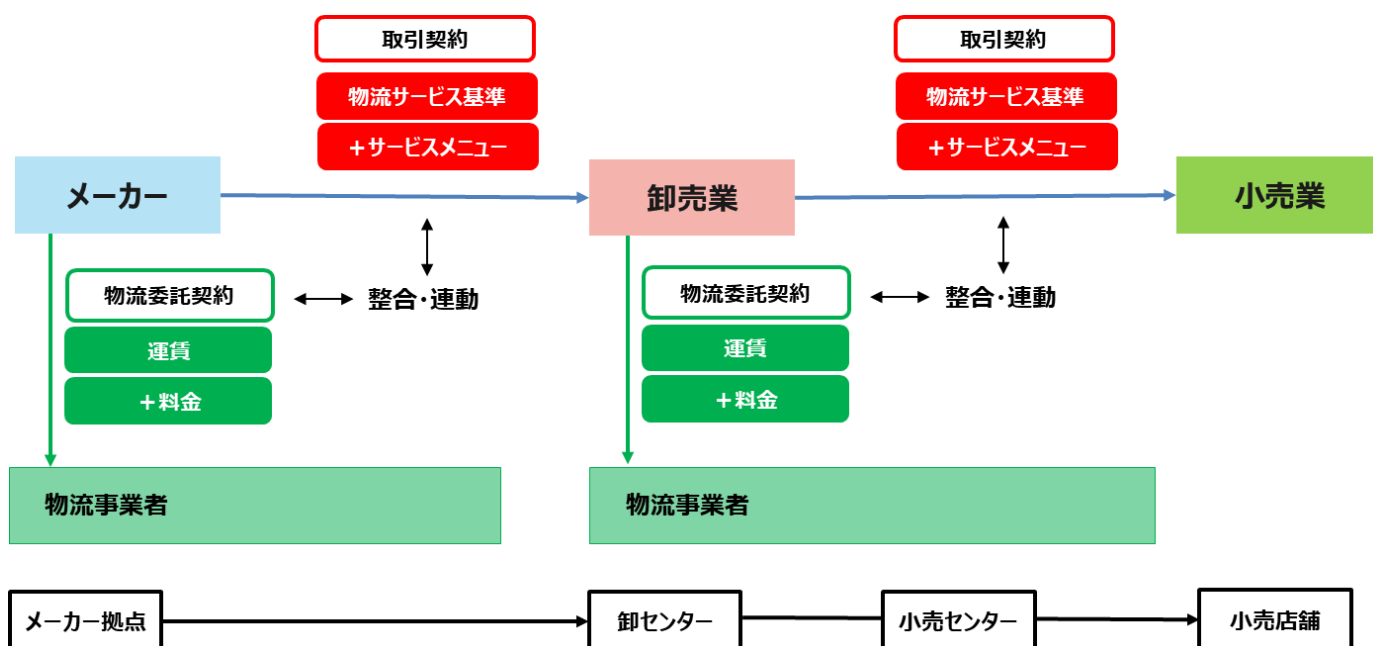 取引契約
物流サービス基準
+サービスメニュー
取引契約
物流サービス基準
+サービスメニュー
メーカー
卸売業
小売業
物流委託契約
整合・連動
運賃
+料金
物流委託契約
整合・連動
運賃
+料金
物流事業者
物流事業者
メーカー拠点
卸センター
小売センター
小売店舗